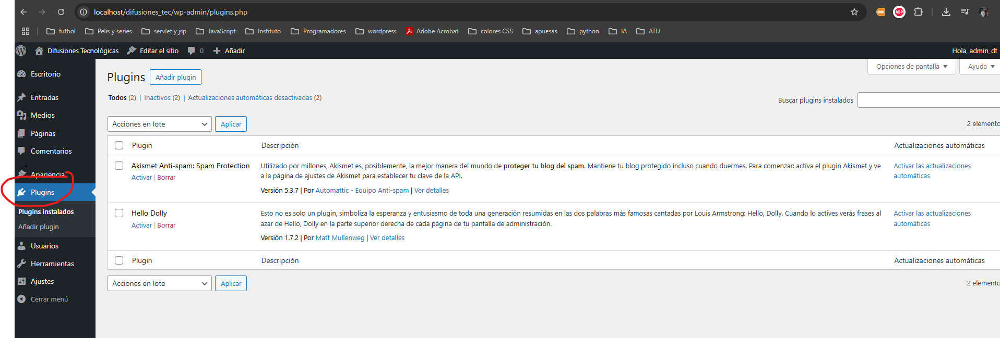 localhost/difusiones_tec/wp-admin/plugins.php
ABP
futbol Pelis y series servlet y jsp JavaScript Instituto Programadores wordpress Adobe Acrobat colores CSS apuesas python IA ATU
Difusiones Tecnológicas Editar el sitio 0 Añadir Hola, admin_dt
Opciones de pantalla Ayuda
Escritorio
Entradas
Medios
Páginas
Comentarios
Apariencia
Plugins
Plugins instalados
Añadir plugin
Usuarios
Herramientas
Ajustes
Cerrar menú
Plugins Añadir plugin
Todos (2) | Inactivos (2) | Actualizaciones automáticas desactivadas (2)
Buscar plugins instalados
Acciones en lote Aplicar
2 elemento
Plugin Descripción Actualizaciones automáticas
Akismet Anti-spam: Spam Protection
Activar | Borrar
Utilizado por millones, Akismet es, posiblemente, la mejor manera del mundo de proteger tu blog del spam. Mantiene tu blog protegido incluso cuando duermes. Para comenzar: activa el plugin Akismet y ve
a la página de ajustes de Akismet para establecer tu clave de la API.
Versión 5.3.7 | Por Automattic - Equipo Anti-spam | Ver detalles
Activar las actualizaciones
automáticas
Hello Dolly
Activar | Borrar
Esto no es solo un plugin, simboliza la esperanza y entusiasmo de toda una generación resumidas en las dos palabras más famosas cantadas por Louis Armstrong: Hello, Dolly. Cuando lo actives verás frases al
azar de Hello, Dolly en la parte superior derecha de cada página de tu pantalla de administración.
Versión 1.7.2 | Por Matt Mullenweg | Ver detalles
Activar las actualizaciones
automáticas
Plugin Descripción Actualizaciones automáticas
Acciones en lote Aplicar
2 elemento